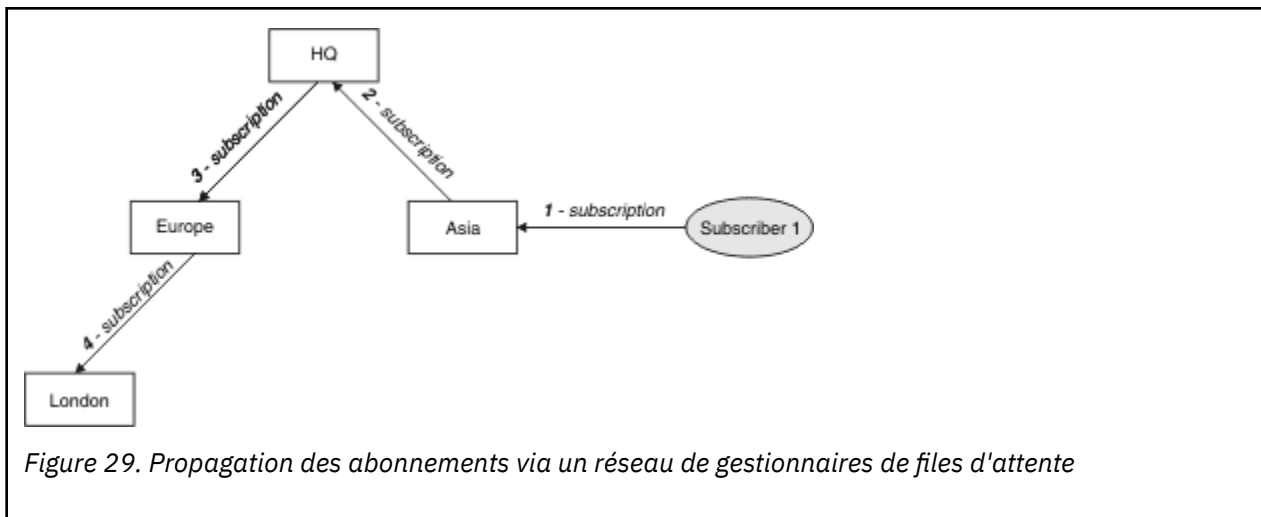 HQ
2 - subscription
3 - subscription
Europe
Asia
1 - subscription
Subscriber 1
4 - subscription
London
Figure 29. Propagation des abonnements via un réseau de gestionnaires de files d'attente